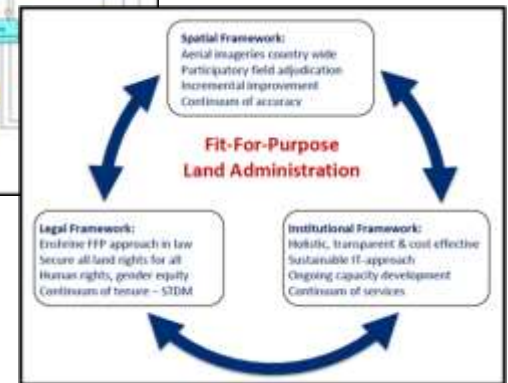 Spatial Framework:
Aerial imageries country wide
Participatory field adjudication
Incremental improvement
Continuum of accuracy
Fit-For-Purpose
Land Administration
Legal Framework:
Enshrine FFP approach in law
Secure all land rights for all
Human rights, gender equity
Continuum of tenure – STDM
Institutional Framework:
Holistic, transparent & cost effective
Sustainable IT-approach
Ongoing capacity development
Continuum of services